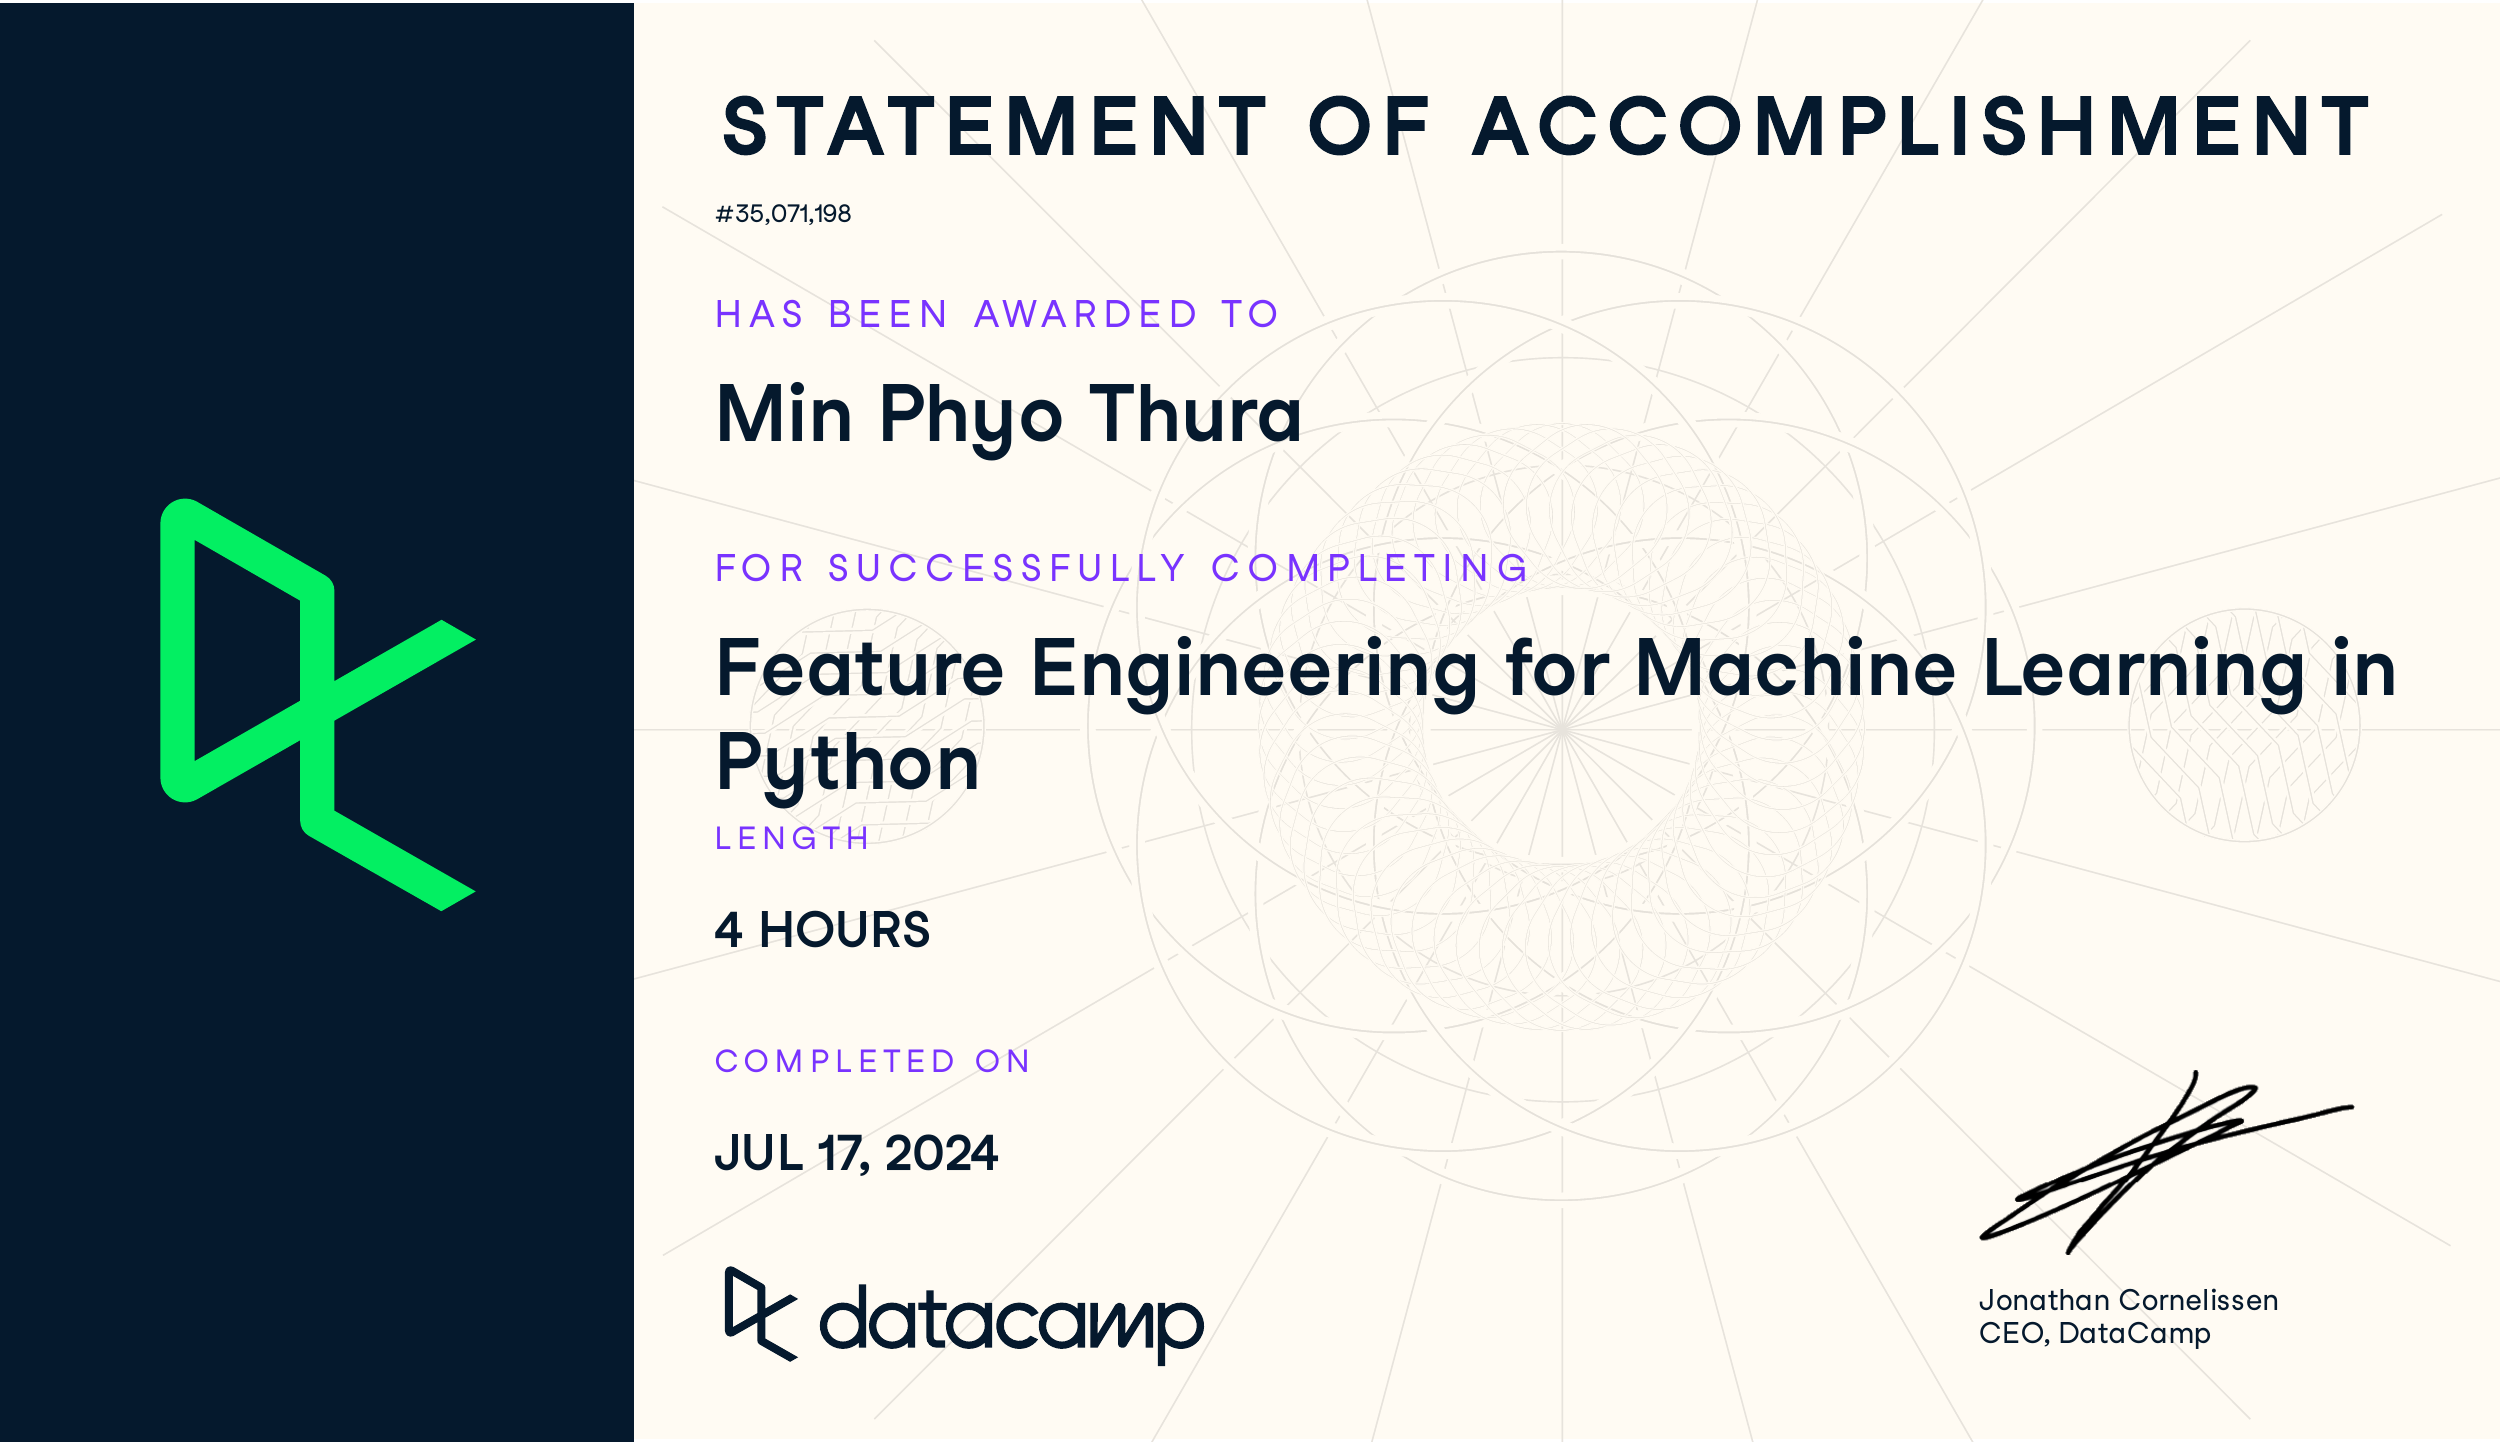 STATEMENT OF ACCOMPLISHMENT
#35,071,198
HAS BEEN AWARDED TO
Min Phyo Thura
FOR SUCCESSFULLY COMPLETING
Feature Engineering for Machine Learning in
Python
LENGTH
4 HOURS
COMPLETED ON
JUL 17, 2024
datacamp
Jonathan Cornelissen
CEO, DataCamp